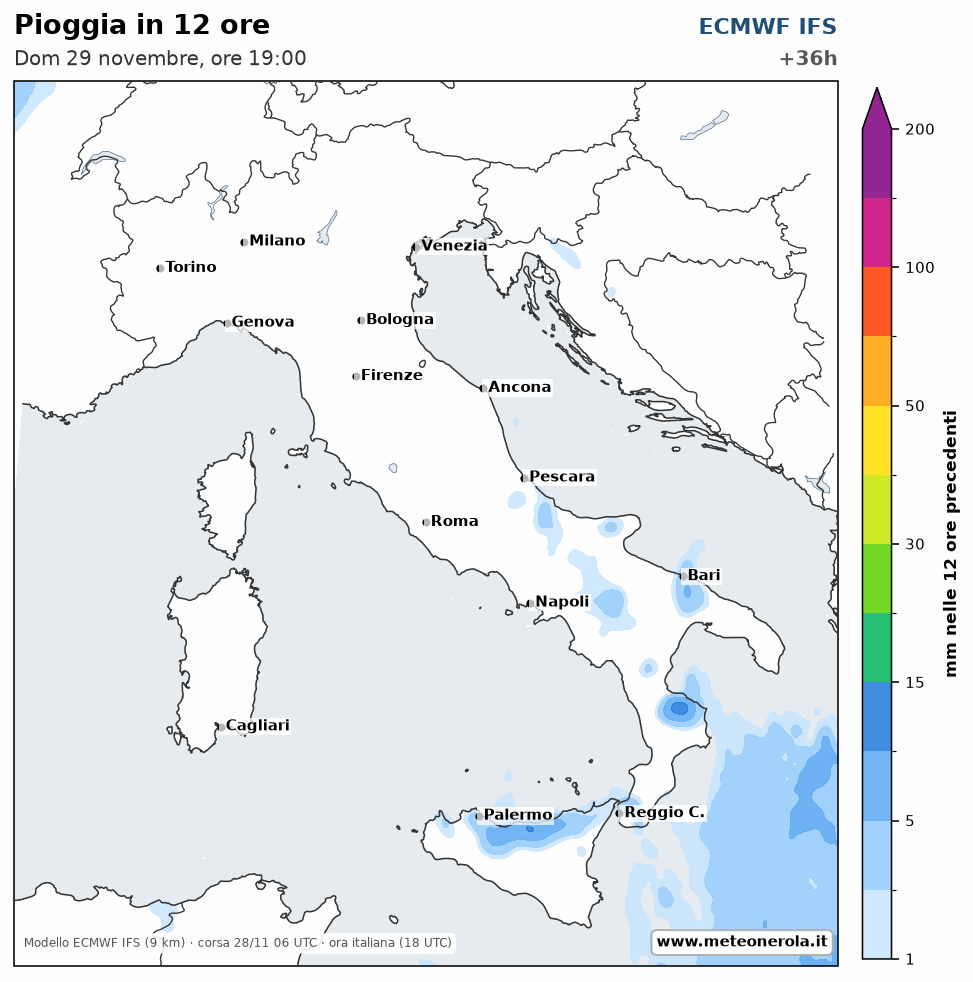 Pioggia in 12 ore
ECMWF IFS
Dom 29 novembre, ore 19:00
+36h
Milano
Venezia
Torino
Genova
Bologna
Firenze
Ancona
Pescara
Roma
Bari
Napoli
Cagliari
Palermo
Reggio C.
200
100
50
30
15
5
1
mm nelle 12 ore precedenti
Modello ECMWF IFS (9 km) · corsa 28/11 06 UTC · ora italiana (18 UTC)
www.meteonerola.it